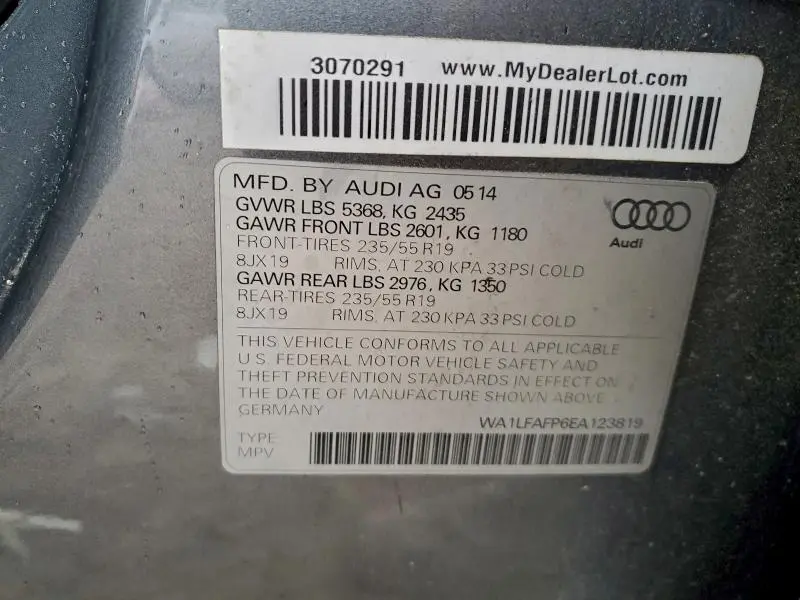 3070291 www.MyDealerLot.com
MFD. BY AUDI AG 0514
GVWR LBS 5368, KG 2435
GAWR FRONT LBS 2601, KG 1180
FRONT-TIRES 235/55 R19
8JX19 RIMS, AT 230 KPA 33 PSI COLD
GAWR REAR LBS 2976, KG 1350
REAR-TIRES 235/55 R19
8JX19 RIMS, AT 230 KPA 33 PSI COLD
Audi
THIS VEHICLE CONFORMS TO ALL APPLICABLE
U.S. FEDERAL MOTOR VEHICLE SAFETY AND
THEFT PREVENTION STANDARDS IN EFFECT ON
THE DATE OF MANUFACTURE SHOWN ABOVE.
GERMANY
WA1LFAFP6EA123819
TYPE
MPV